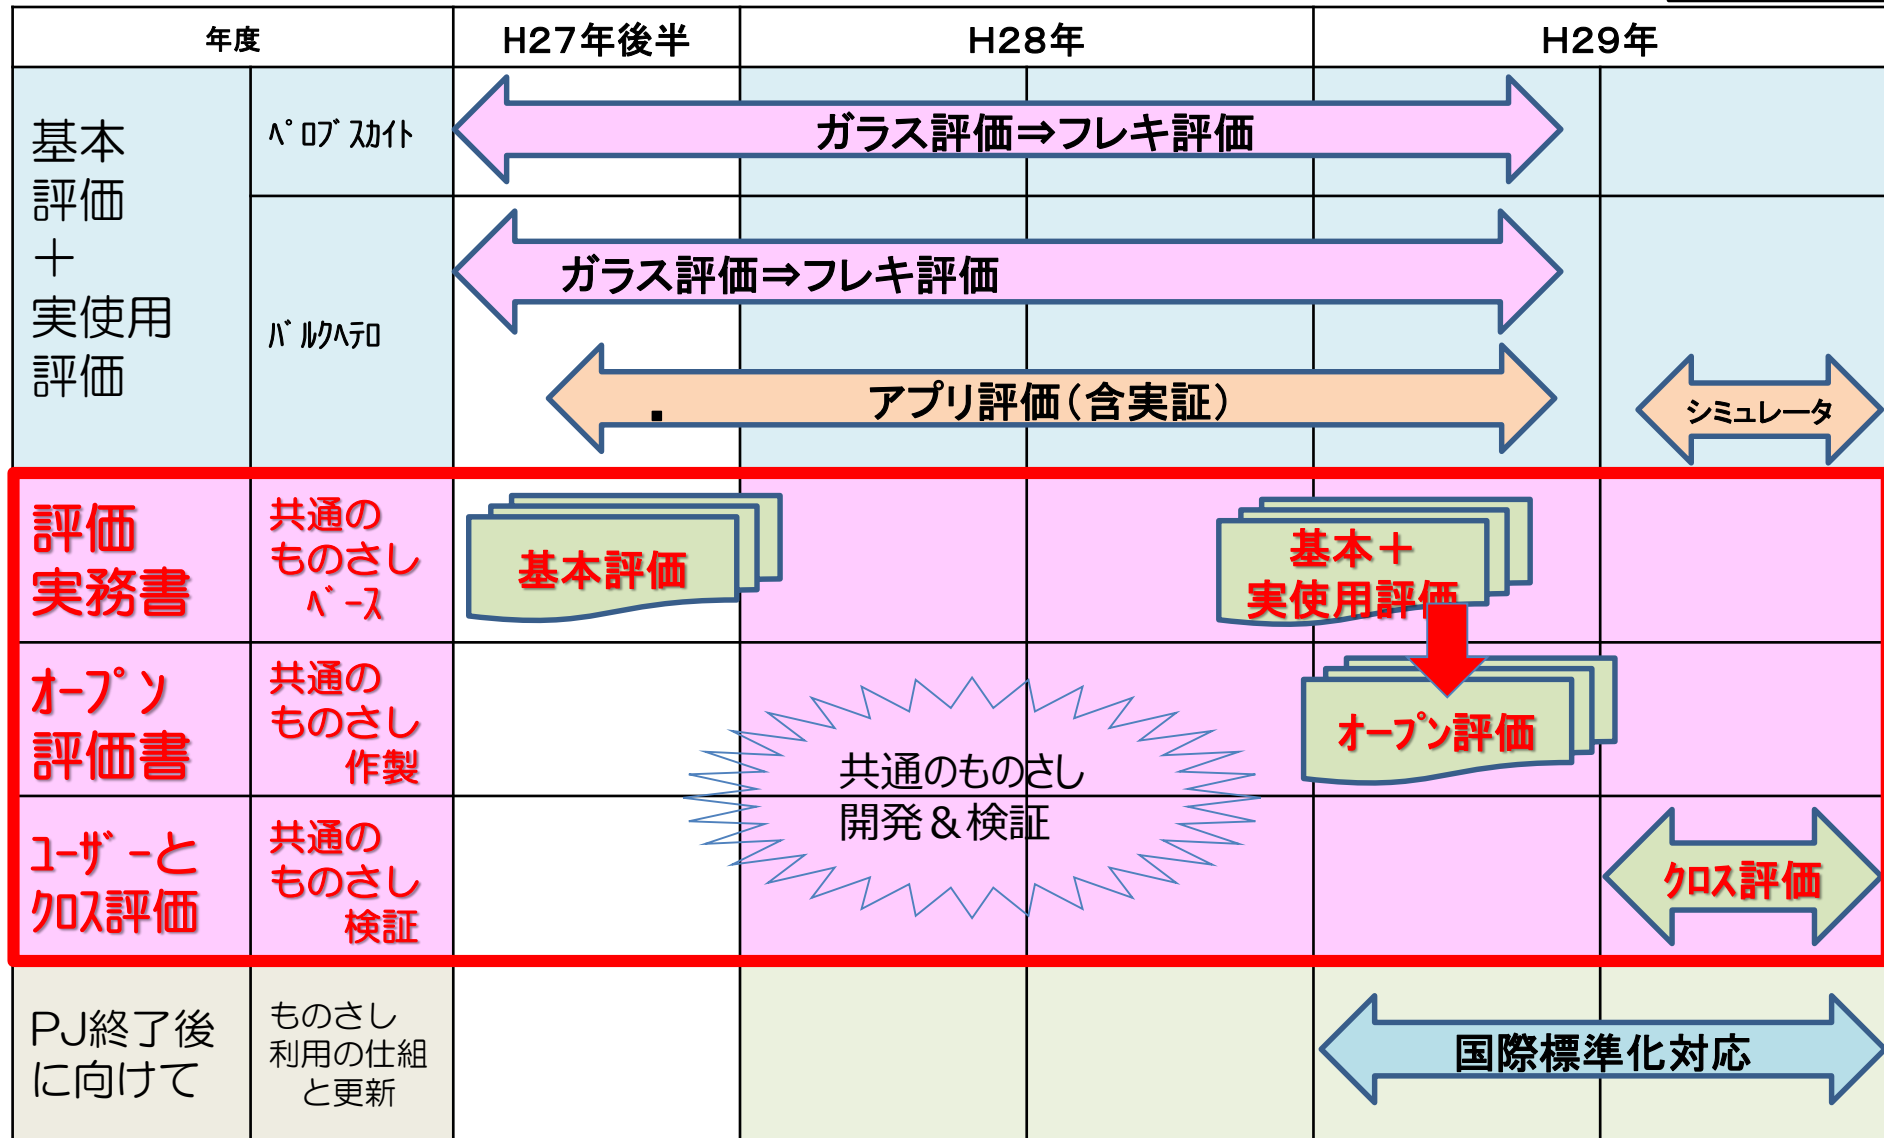 年度
H27年後半
H28年
H29年
基本
評価
＋
実使用
評価
ﾍﾟﾛﾌﾞｽｶｲﾄ
ガラス評価⇒フレキ評価
ﾊﾞﾙｸﾍﾃﾛ
ガラス評価⇒フレキ評価
. アプリ評価（含実証）
シミュレータ
評価
実務書
共通の
ものさし
ﾍﾞｰｽ
基本評価
基本＋
実使用評価
ｵｰﾌﾟﾝ
評価書
共通の
ものさし
作製
オープン評価
共通のものさし
開発＆検証
ﾕｰｻﾞｰと
ｸﾛｽ評価
共通の
ものさし
検証
ｸﾛｽ評価
PJ終了後
に向けて
ものさし
利用の仕組
と更新
国際標準化対応